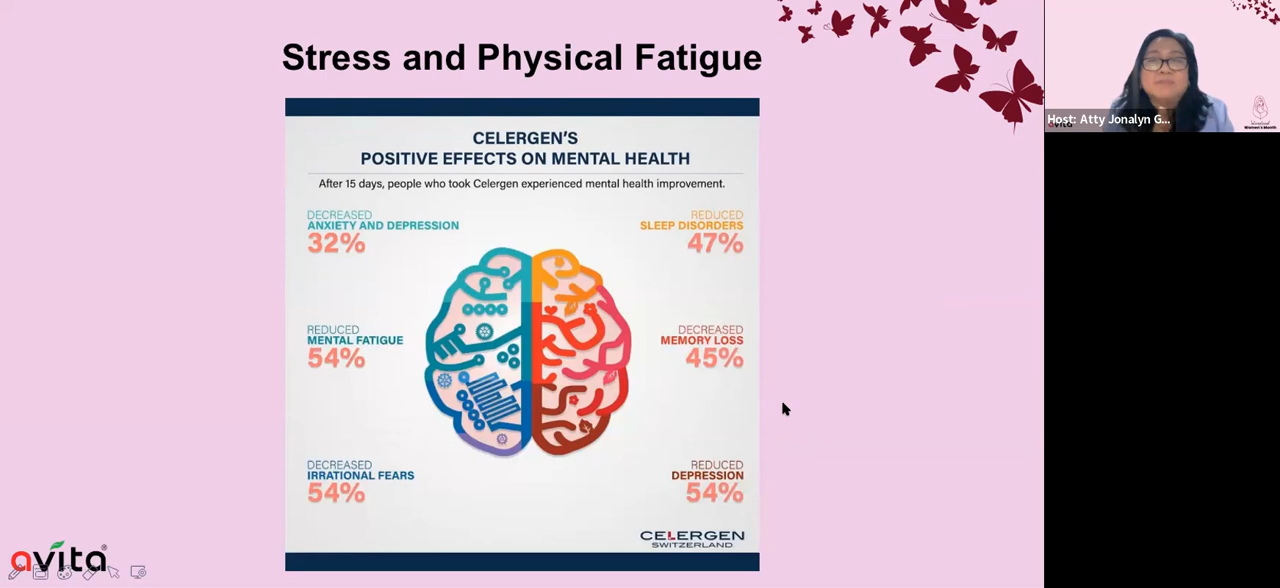 Stress and Physical Fatigue
CELERGEN'S
POSITIVE EFFECTS ON MENTAL HEALTH
After 15 days, people who took Celergen experienced mental health improvement.
DECREASED
ANXIETY AND DEPRESSION
32%
REDUCED
SLEEP DISORDERS
47%
REDUCED
MENTAL FATIGUE
54%
DECREASED
MEMORY LOSS
45%
DECREASED
IRRATIONAL FEARS
54%
REDUCED
DEPRESSION
54%
CELERGEN
SWITZERLAND
avita®
Host: Atty Jonalyn G...
Women's Month